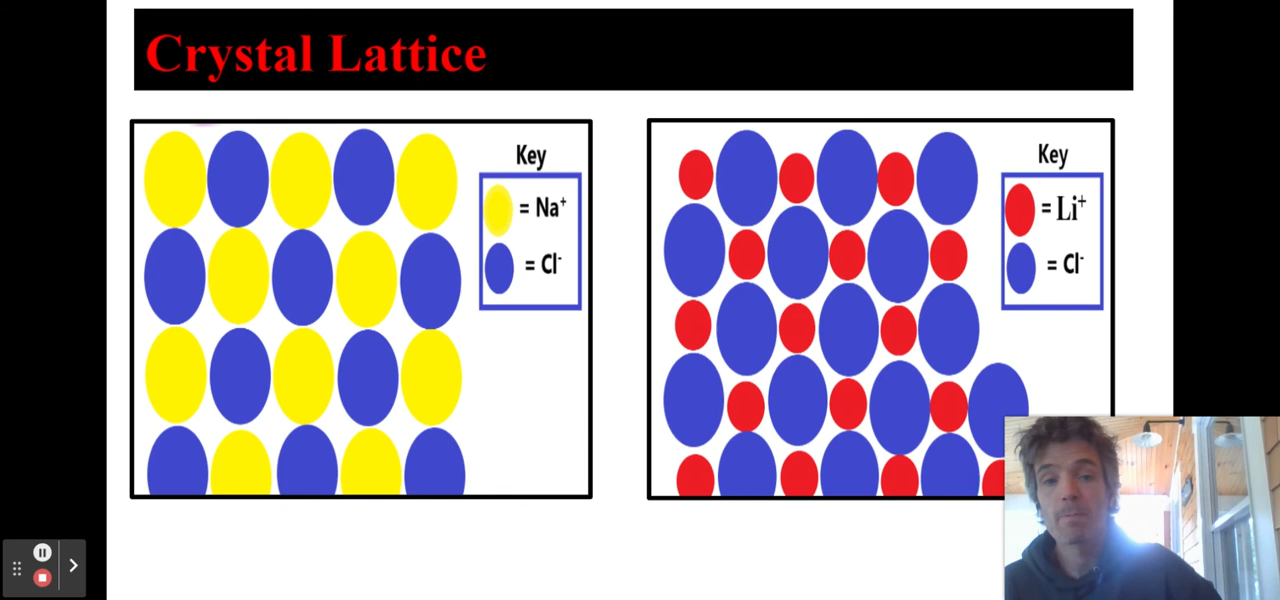 Crystal Lattice
Key
= Na⁺
= Cl⁻
Key
= Li⁺
= Cl⁻